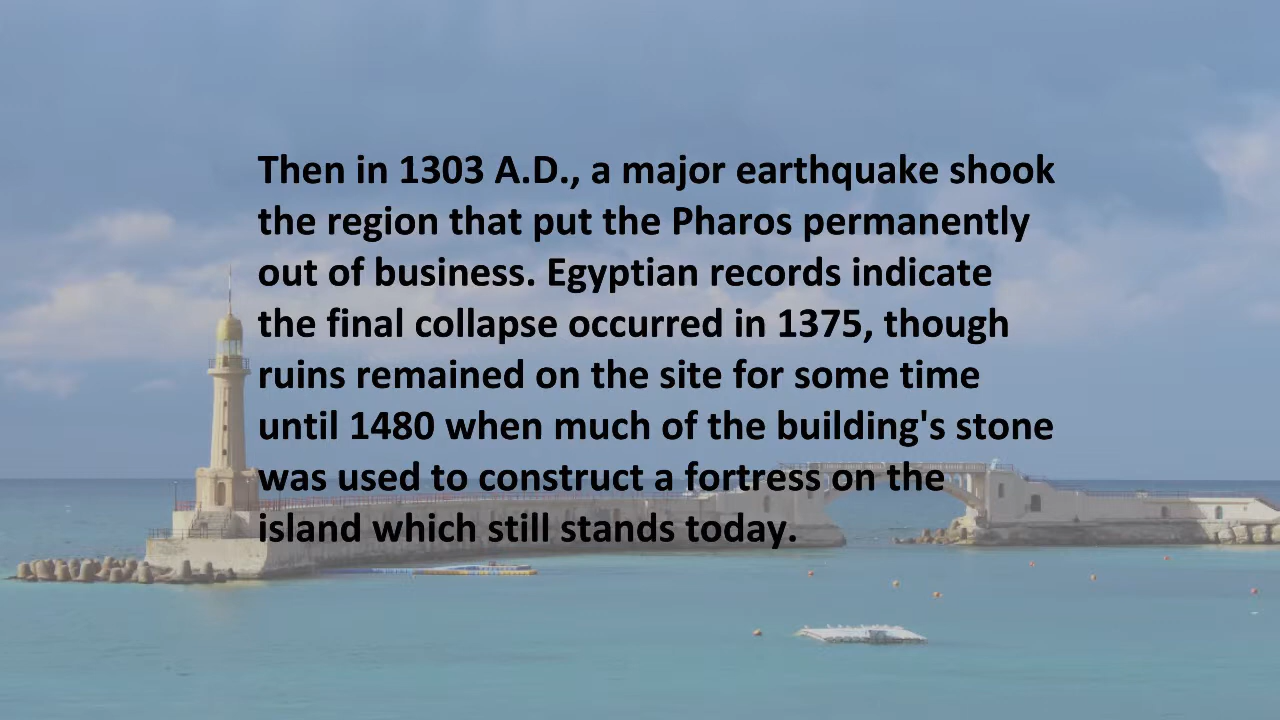 Then in 1303 A.D., a major earthquake shook
the region that put the Pharos permanently
out of business. Egyptian records indicate
the final collapse occurred in 1375, though
ruins remained on the site for some time
until 1480 when much of the building's stone
was used to construct a fortress on the
island which still stands today.